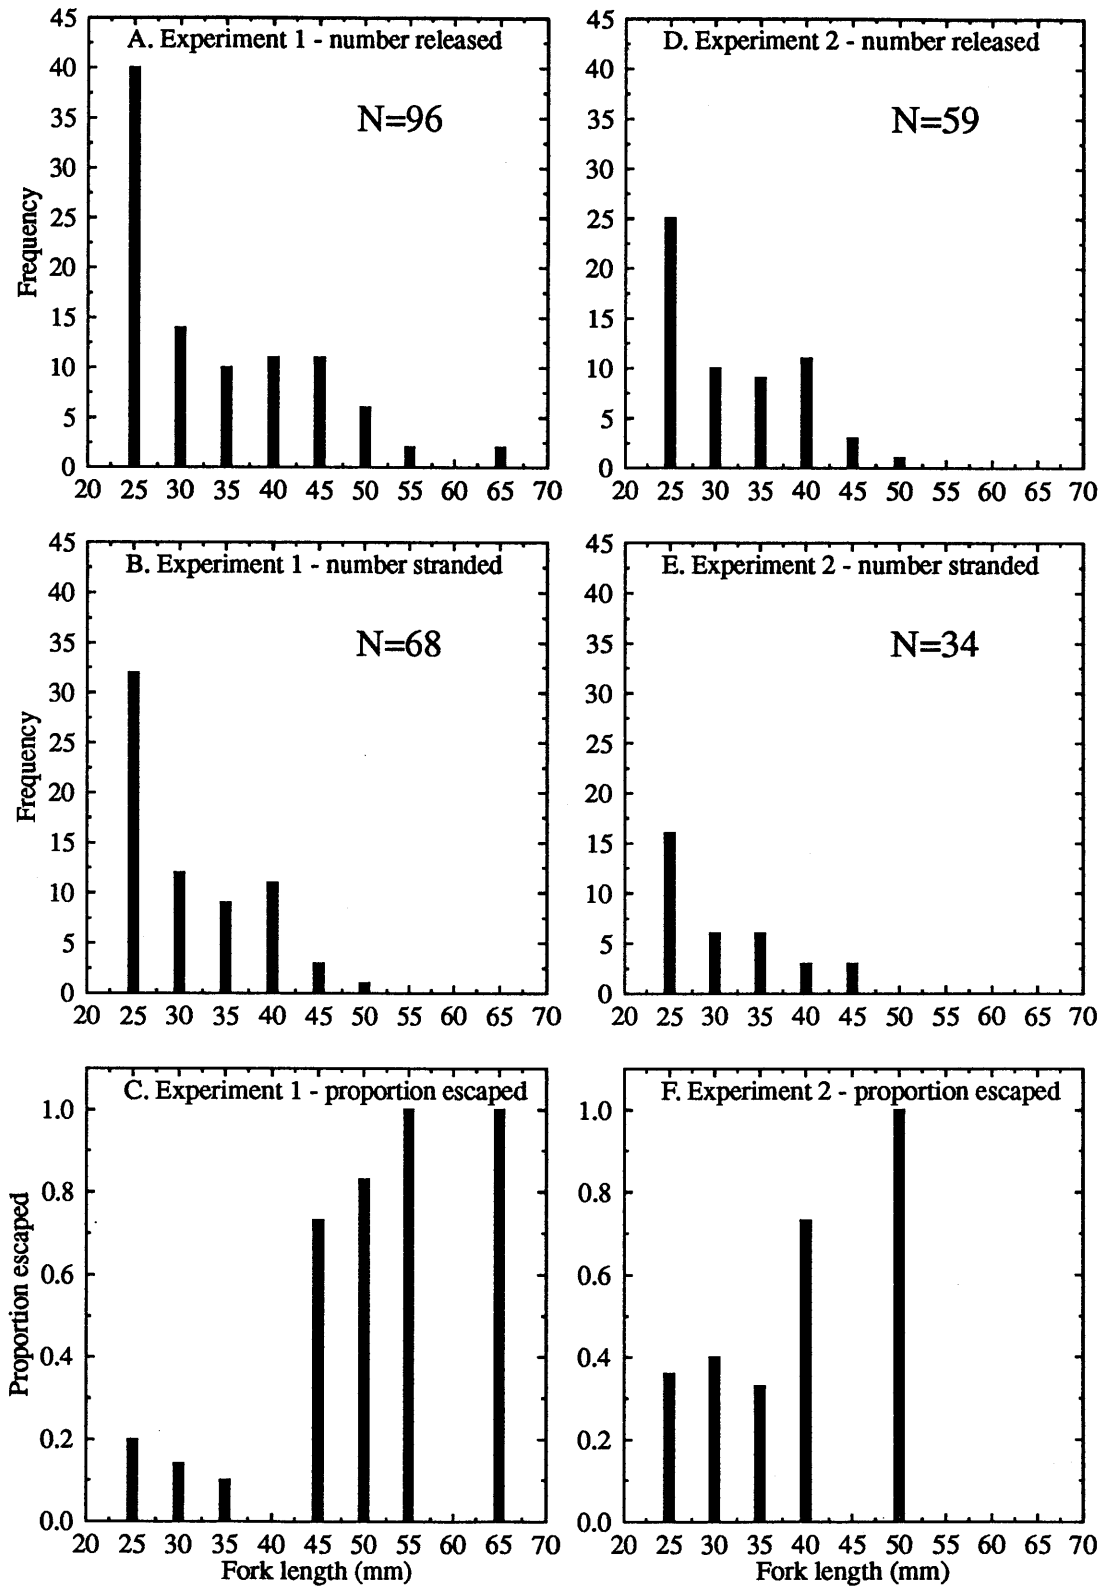 A. Experiment 1 - number released
N=96
Frequency
45
40
35
30
25
20
15
10
5
0
20 25 30 35 40 45 50 55 60 65 70
D. Experiment 2 - number released
N=59
45
40
35
30
25
20
15
10
5
0
20 25 30 35 40 45 50 55 60 65 70
B. Experiment 1 - number stranded
N=68
Frequency
45
40
35
30
25
20
15
10
5
0
20 25 30 35 40 45 50 55 60 65 70
E. Experiment 2 - number stranded
N=34
45
40
35
30
25
20
15
10
5
0
20 25 30 35 40 45 50 55 60 65 70
C. Experiment 1 - proportion escaped
Proportion escaped
1.0
0.8
0.6
0.4
0.2
0.0
20 25 30 35 40 45 50 55 60 65 70
Fork length (mm)
F. Experiment 2 - proportion escaped
1.0
0.8
0.6
0.4
0.2
0.0
20 25 30 35 40 45 50 55 60 65 70
Fork length (mm)